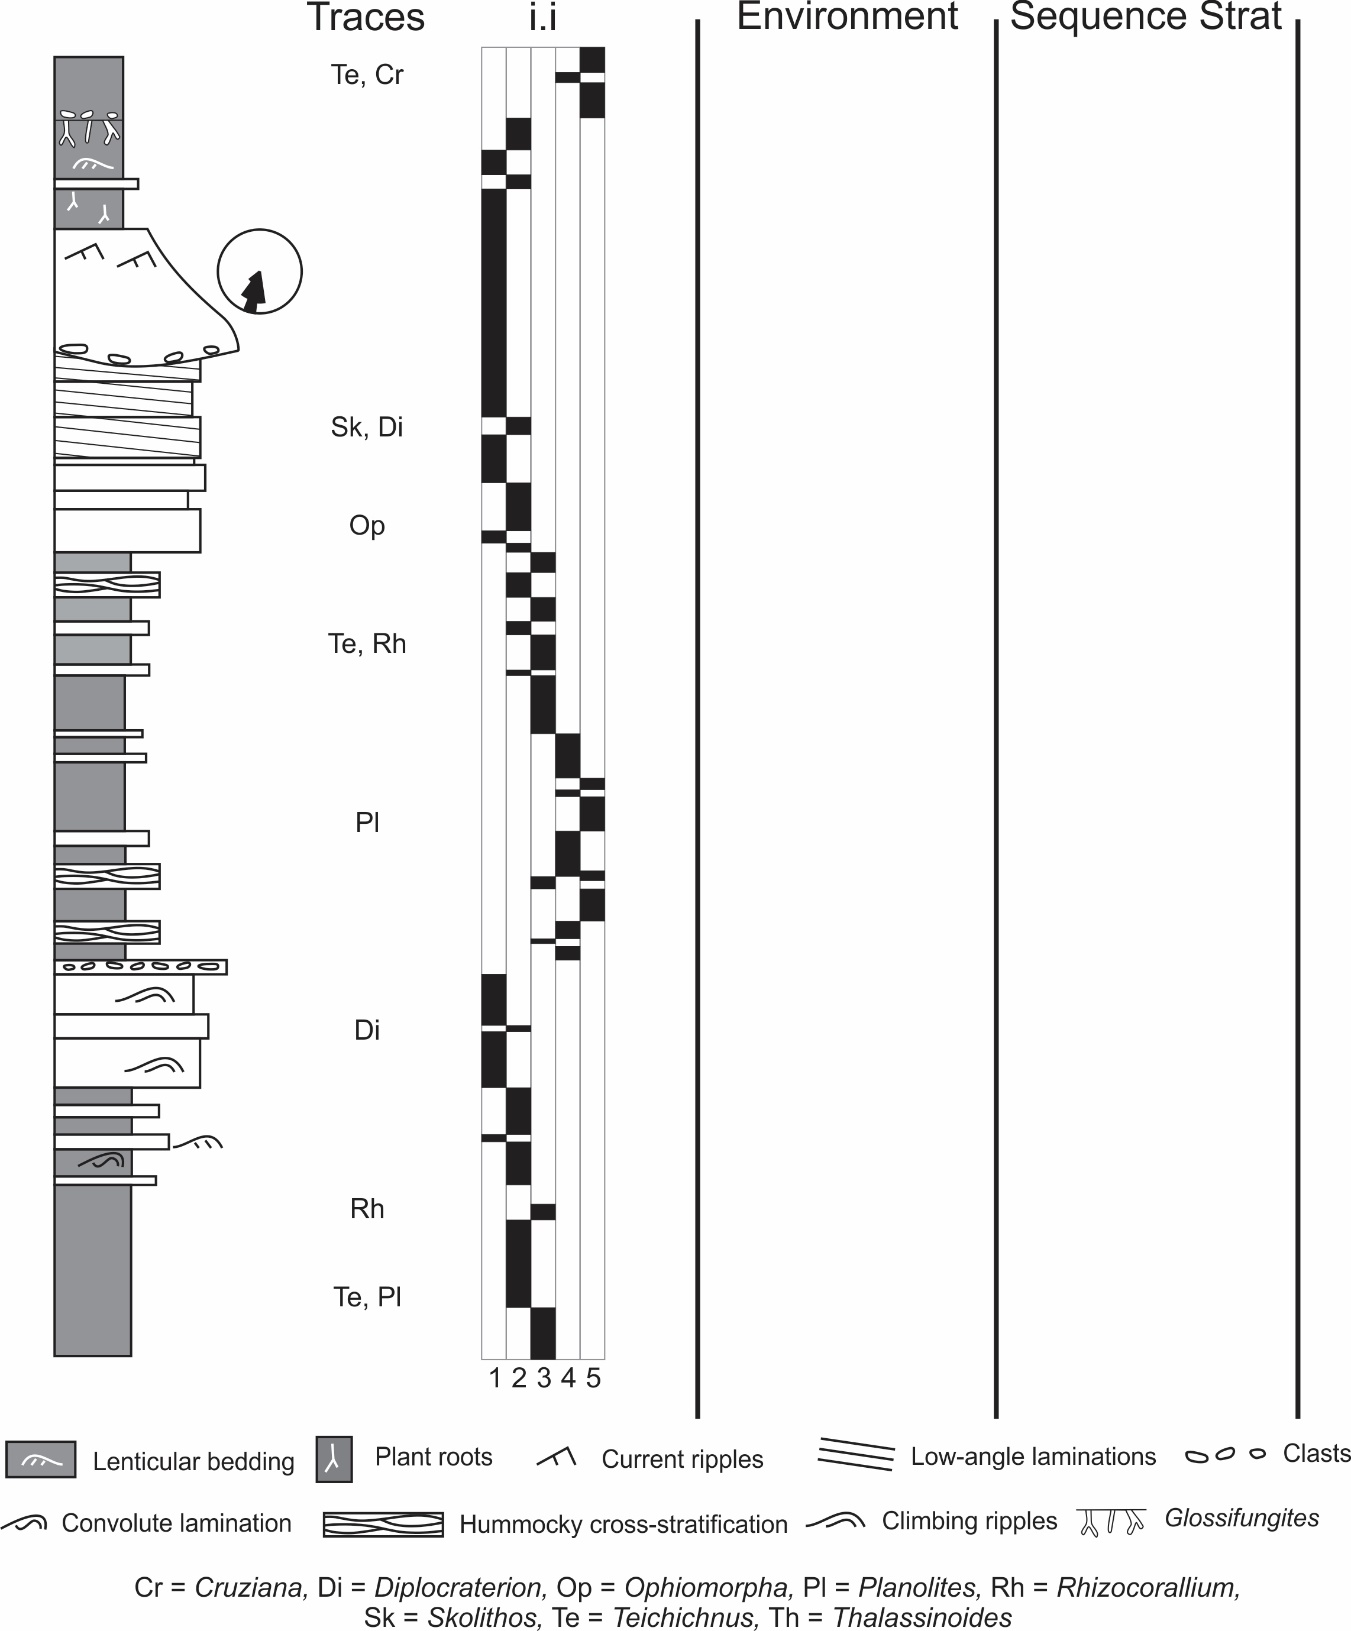 Traces i.i Environment Sequence Strat
Te, Cr
Sk, Di
Op
Te, Rh
Pl
Di
Rh
Te, Pl
1 2 3 4 5
Lenticular bedding Plant roots Current ripples Low-angle laminations Clasts
Convolute lamination Hummocky cross-stratification Climbing ripples Glossifungites
Cr = Cruziana, Di = Diplocraterion, Op = Ophiomorpha, Pl = Planolites, Rh = Rhizocorallium,
Sk = Skolithos, Te = Teichichnus, Th = Thalassinoides